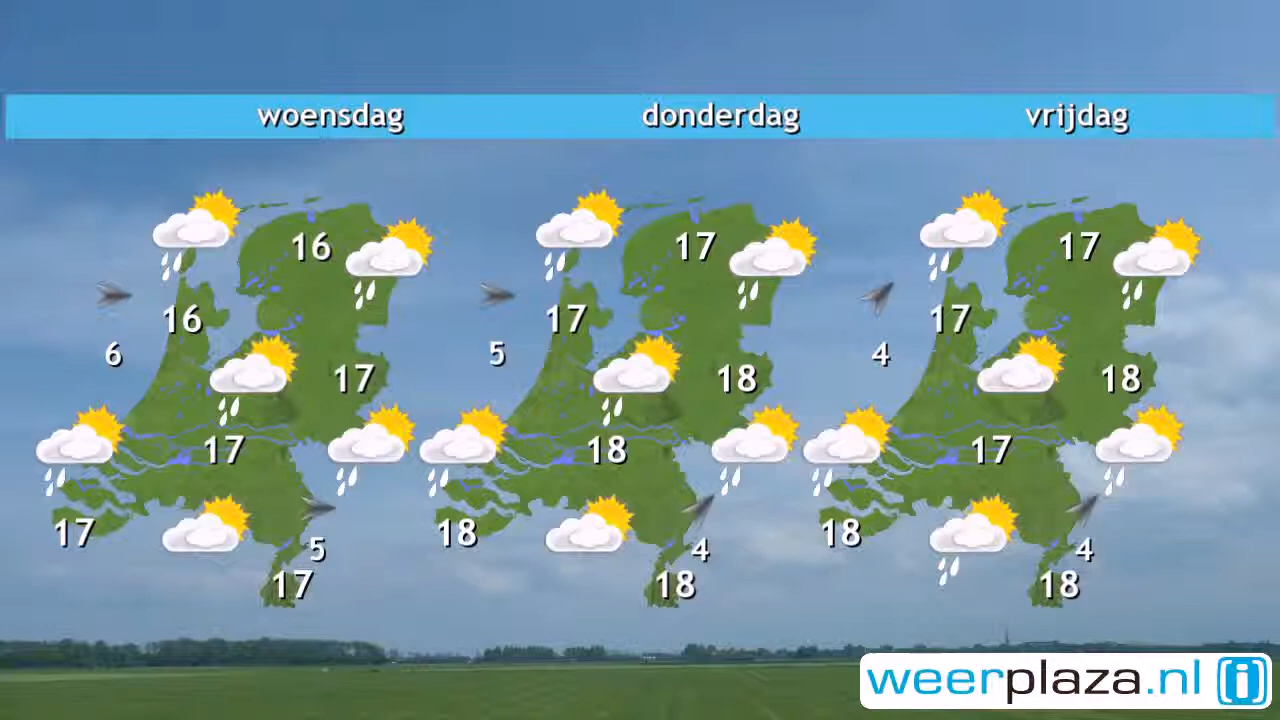 woensdag donderdag vrijdag
16 17 17
16 17 17
6 5 4
17 18 18
17 18 17
17 18 18
5 4 4
17 18 18
weerplaza.nl